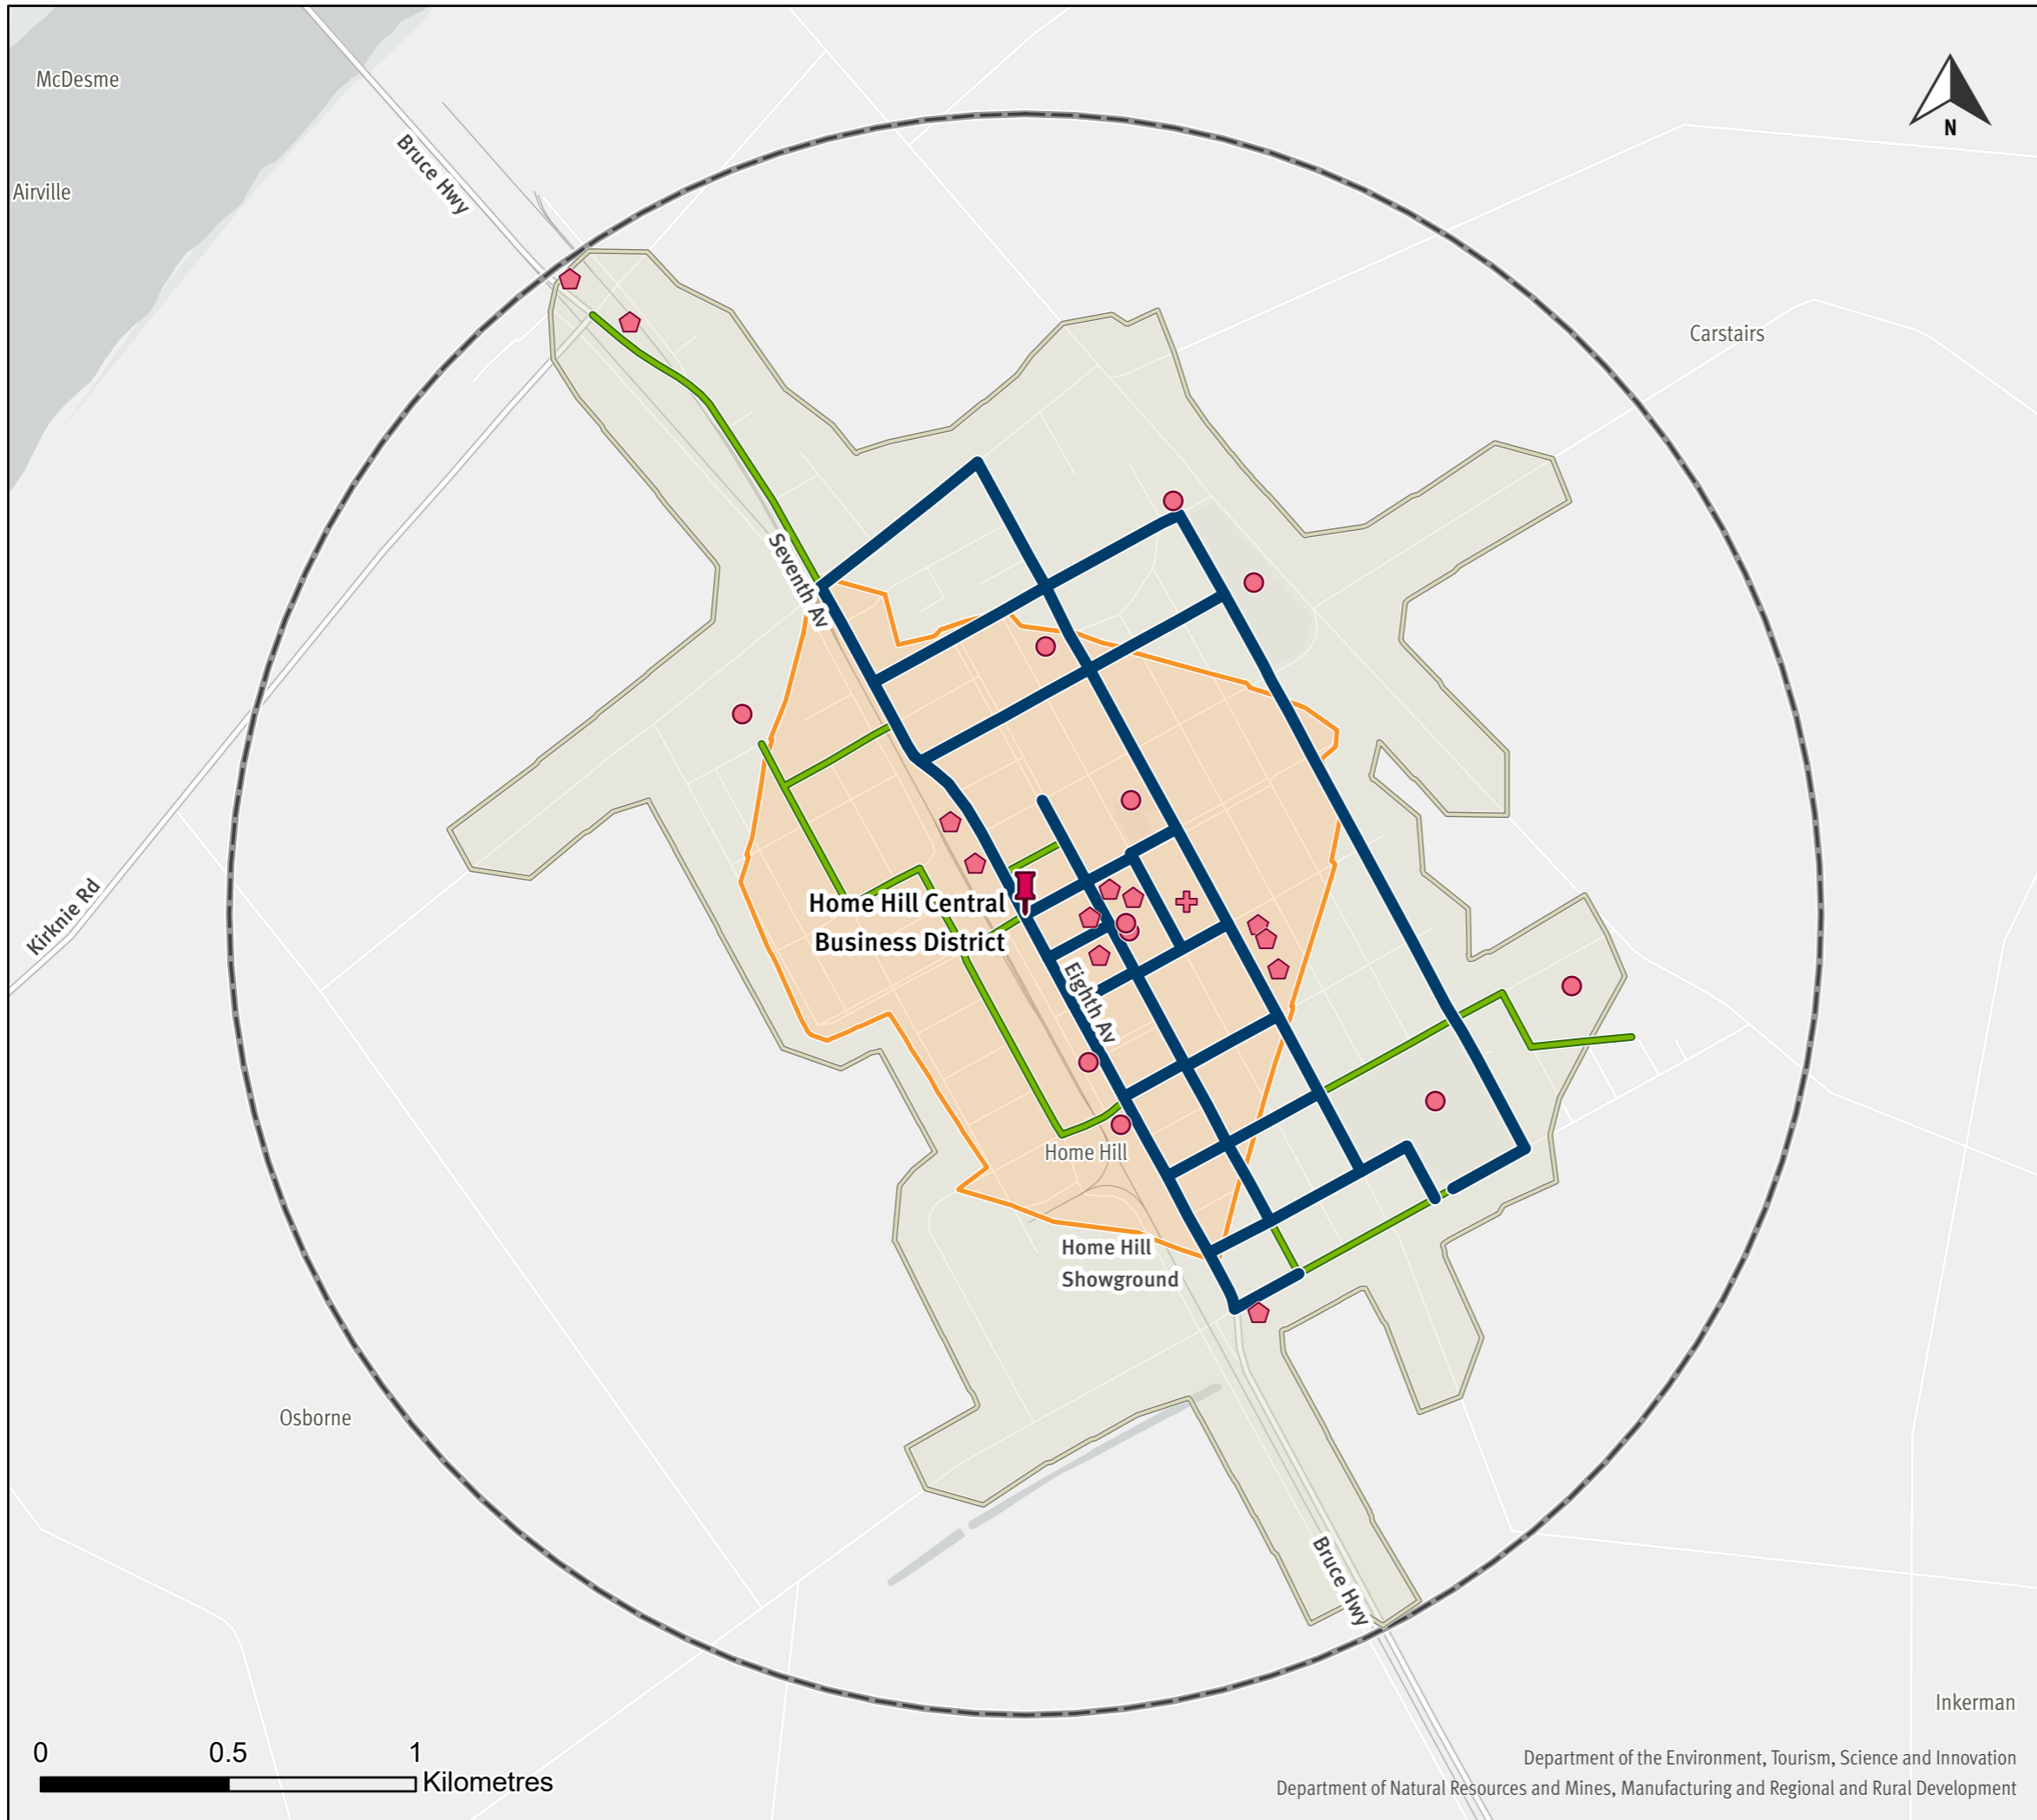 McDesme
N
Bruce Hwy
Airville
Carstairs
Seventh Av
Home Hill Central
Business District
Kirknie Rd
Eighth Av
Home Hill
Home Hill
Showground
Osborne
Bruce Hwy
Inkerman
0 0.5 1
Kilometres
Department of the Environment, Tourism, Science and Innovation
Department of Natural Resources and Mines, Manufacturing and Regional and Rural Development